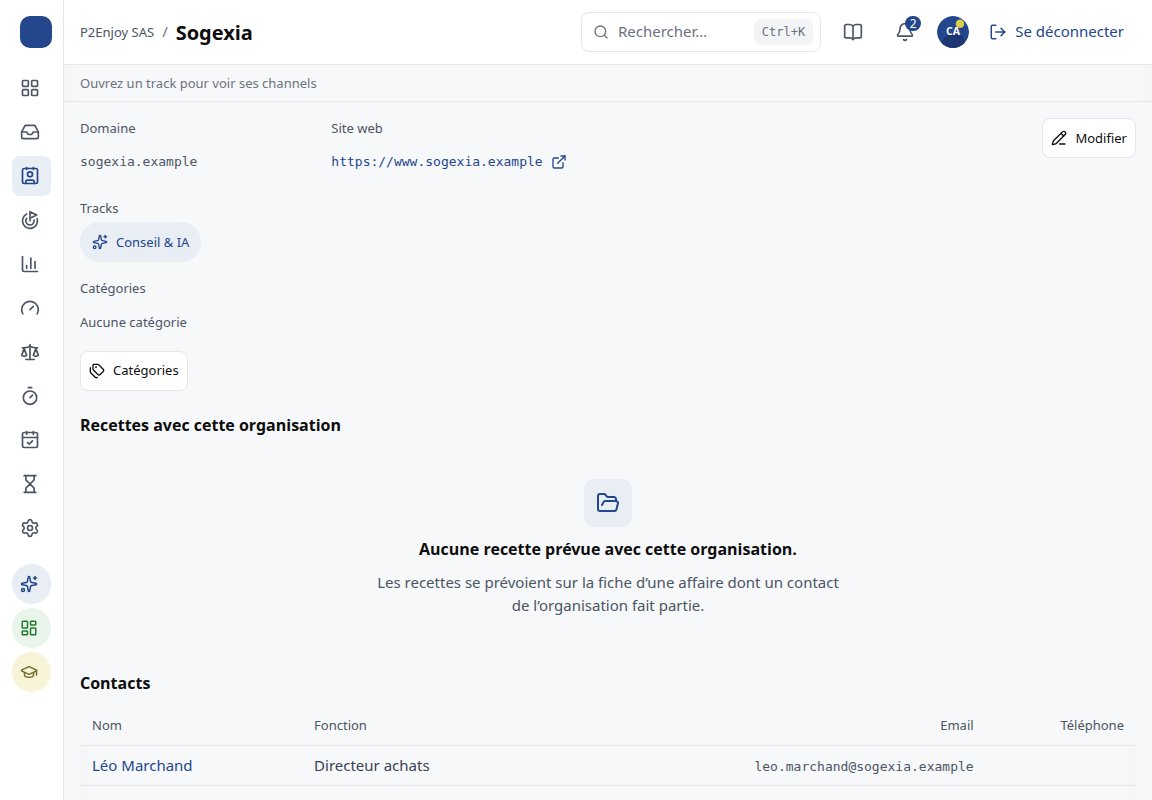 P2Enjoy SAS / Sogexia
Rechercher... Ctrl+K
2
CA
Se déconnecter
Ouvrez un track pour voir ses channels
Domaine
Site web
Modifier
sogexia.example
https://www.sogexia.example
Tracks
Conseil & IA
Catégories
Aucune catégorie
Catégories
Recettes avec cette organisation
Aucune recette prévue avec cette organisation.
Les recettes se prévoient sur la fiche d’une affaire dont un contact
de l’organisation fait partie.
Contacts
Nom Fonction Email Téléphone
Léo Marchand Directeur achats leo.marchand@sogexia.example